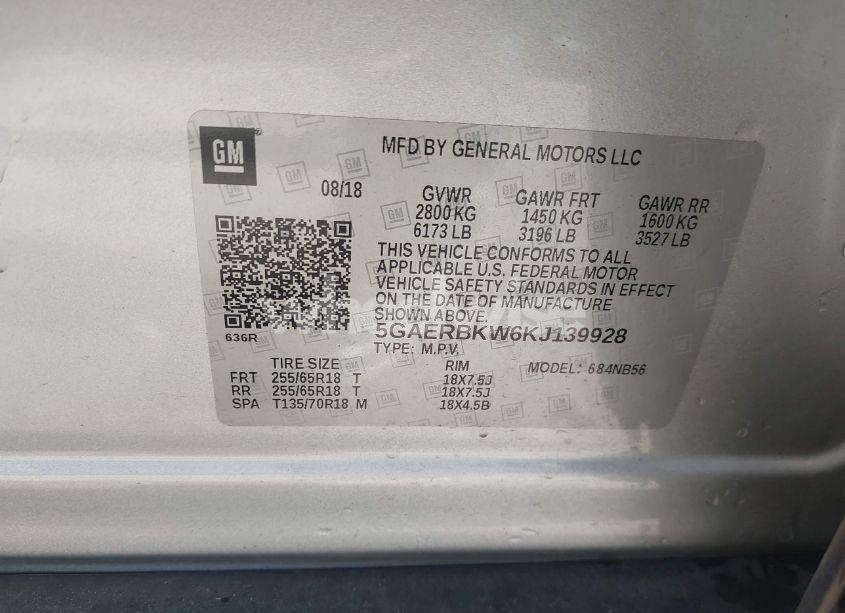 GM
MFD BY GENERAL MOTORS LLC
08/18
GVWR
2800 KG
6173 LB
GAWR FRT
1450 KG
3196 LB
GAWR RR
1600 KG
3527 LB
THIS VEHICLE CONFORMS TO ALL
APPLICABLE U.S. FEDERAL MOTOR
VEHICLE SAFETY STANDARDS IN EFFECT
ON THE DATE OF MANUFACTURE
SHOWN ABOVE.
636R
5GAERBKW6KJ139928
TYPE: M.P.V.
MODEL: 684NB56
TIRE SIZE RIM
FRT 255/65R18 T 18X7.5J
RR 255/65R18 T 18X7.5J
SPA T135/70R18 M 18X4.5B